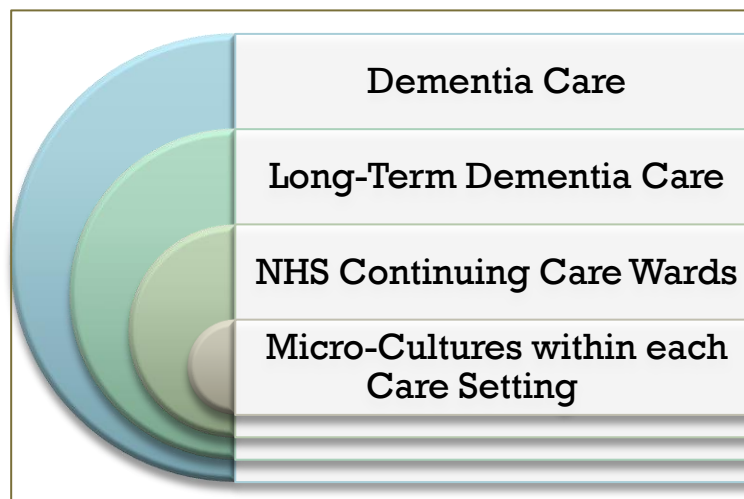 Dementia Care
Long-Term Dementia Care
NHS Continuing Care Wards
Micro-Cultures within each
Care Setting